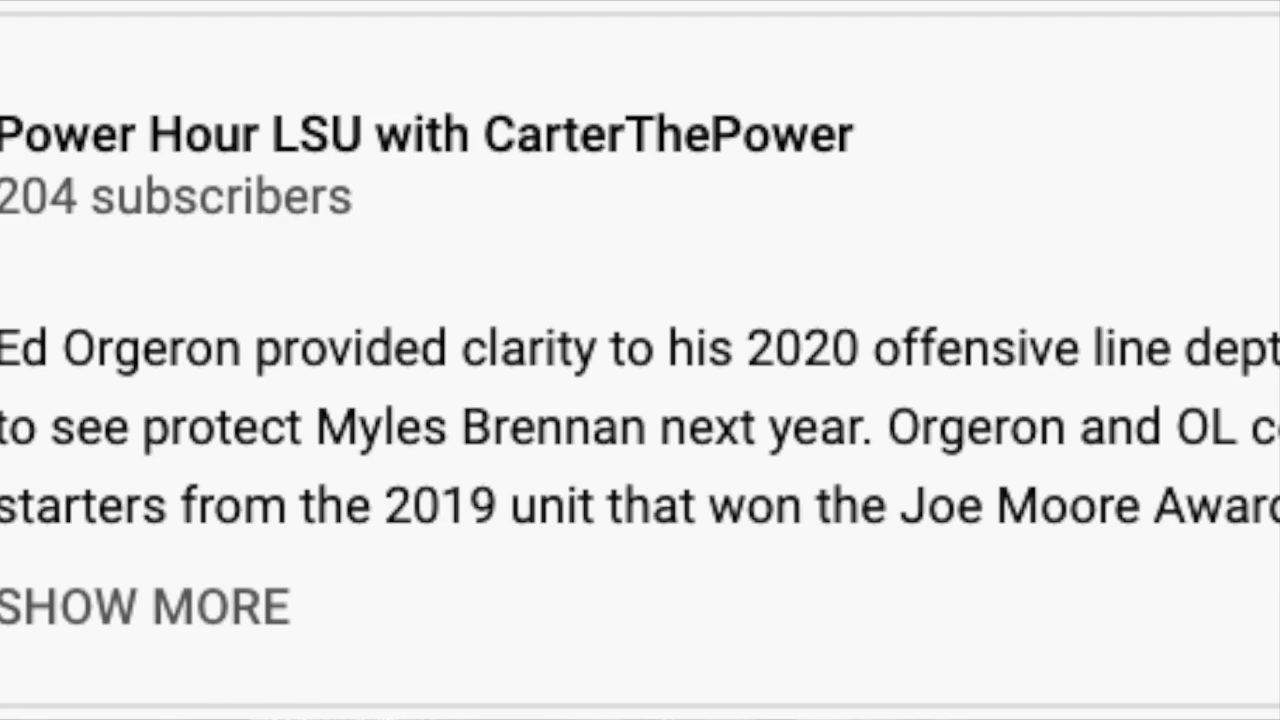 Power Hour LSU with CarterThePower
204 subscribers
Ed Orgeron provided clarity to his 2020 offensive line dept
to see protect Myles Brennan next year. Orgeron and OL
starters from the 2019 unit that won the Joe Moore Award
SHOW MORE